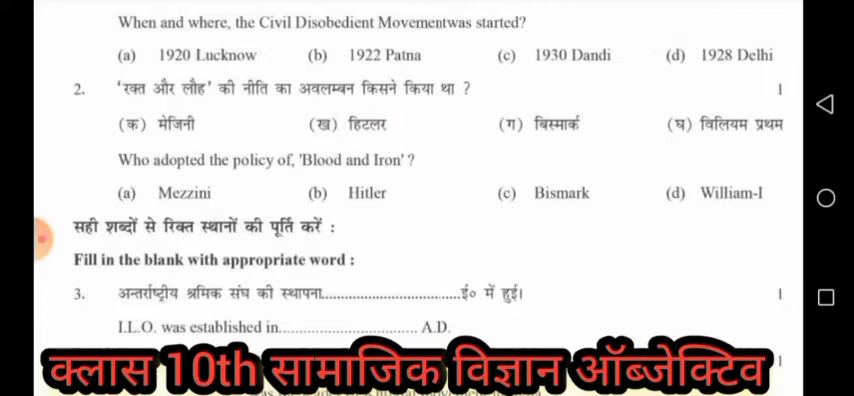 When and where, the Civil Disobedient Movementwas started?
(a) 1920 Lucknow (b) 1922 Patna (c) 1930 Dandi (d) 1928 Delhi
2. 'रक्त और लौह' की नीति का अवलम्बन किसने किया था ? 1
(क) मेजिनी (ख) हिटलर (ग) बिस्मार्क (घ) विलियम प्रथम
Who adopted the policy of, 'Blood and Iron' ?
(a) Mezzini (b) Hitler (c) Bismark (d) William-I
सही शब्दों से रिक्त स्थानों की पूर्ति करें :
Fill in the blank with appropriate word :
3. अन्तर्राष्ट्रीय श्रमिक संघ की स्थापना.................................ई० में हुई। 1
I.L.O. was established in................................. A.D.
1
क्लास 10th सामाजिक विज्ञान ऑब्जेक्टिव